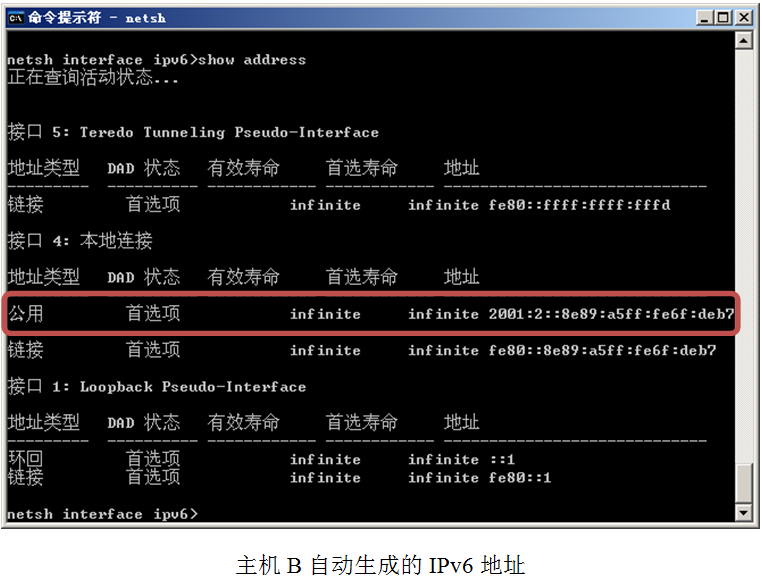 命令提示符 - netsh
netsh interface ipv6>show address
正在查询活动状态...
接口 5: Teredo Tunneling Pseudo-Interface
地址类型 DAD 状态 有效寿命 首选寿命 地址
--------- ---------- ------------ ------------ -----------------------------
链接 首选项 infinite infinite fe80::ffff:ffff:fffd
接口 4: 本地连接
地址类型 DAD 状态 有效寿命 首选寿命 地址
公用 首选项 infinite infinite 2001:2::8e89:a5ff:fe6f:deb7
链接 首选项 infinite infinite fe80::8e89:a5ff:fe6f:deb7
接口 1: Loopback Pseudo-Interface
地址类型 DAD 状态 有效寿命 首选寿命 地址
--------- ---------- ------------ ------------ -----------------------------
环回 首选项 infinite infinite ::1
链接 首选项 infinite infinite fe80::1
netsh interface ipv6>
主机 B 自动生成的 IPv6 地址